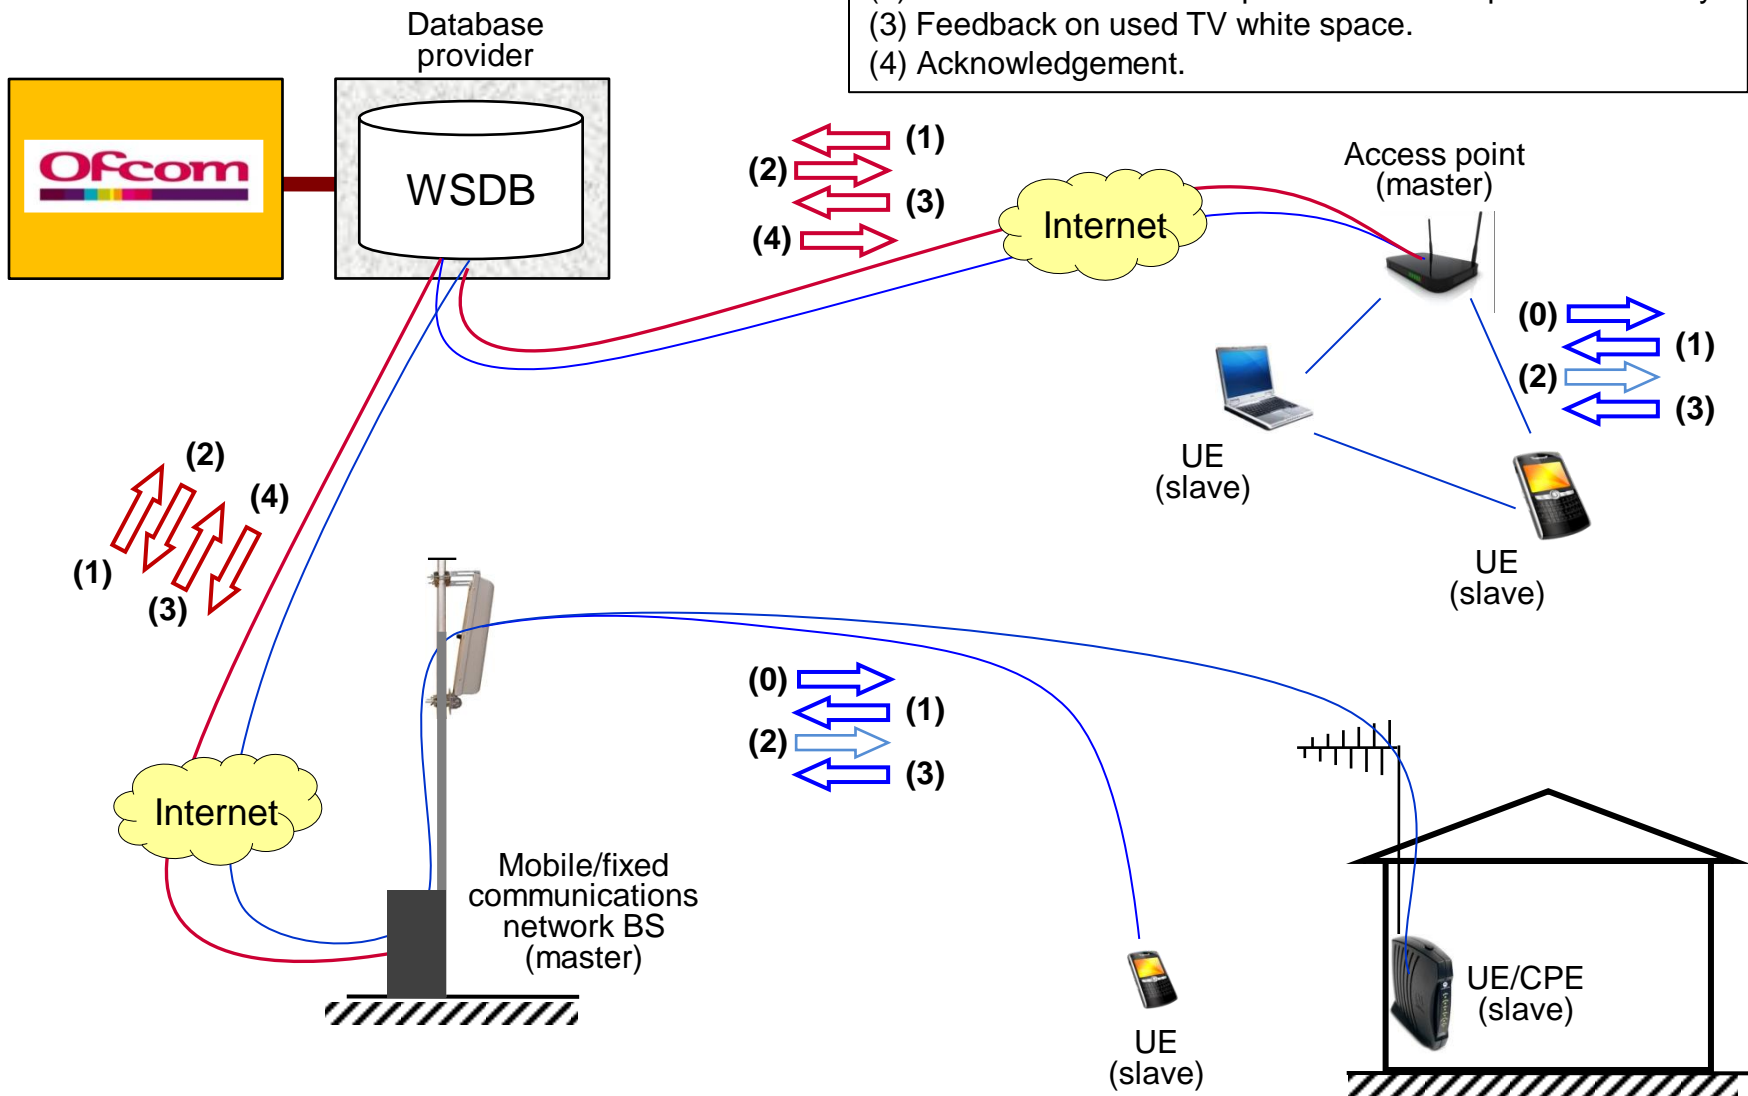 (3) Feedback on used TV white space.
(4) Acknowledgement.
Database
provider
Ofcom
WSDB
(1)
(2)
(3)
(4)
Internet
Access point
(master)
(0)
(1)
(2)
(3)
UE
(slave)
UE
(slave)
(2)
(4)
(1)
(3)
(0)
(1)
(2)
(3)
Internet
Mobile/fixed
communications
network BS
(master)
UE
(slave)
UE/CPE
(slave)